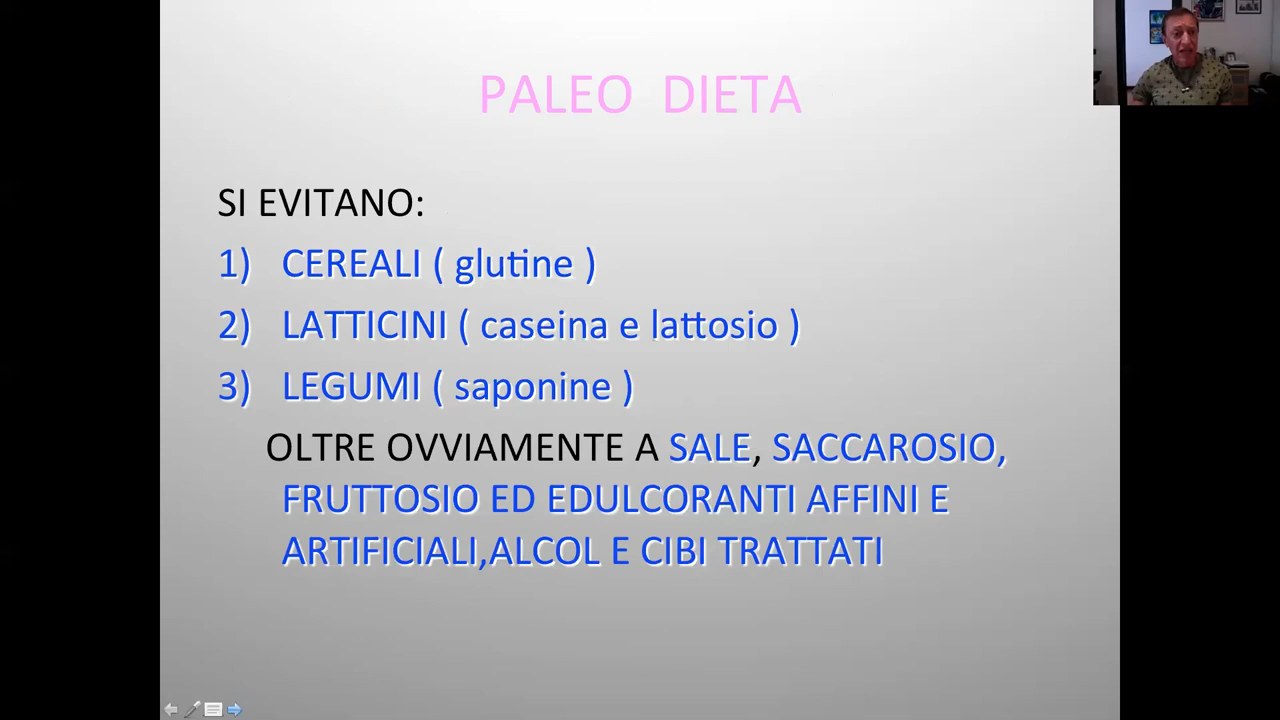 PALEO DIETA
SI EVITANO:
1) CEREALI ( glutine )
2) LATTICINI ( caseina e lattosio )
3) LEGUMI ( saponine )
OLTRE OVVIAMENTE A SALE, SACCAROSIO,
FRUTTOSIO ED EDULCORANTI AFFINI E
ARTIFICIALI,ALCOL E CIBI TRATTATI